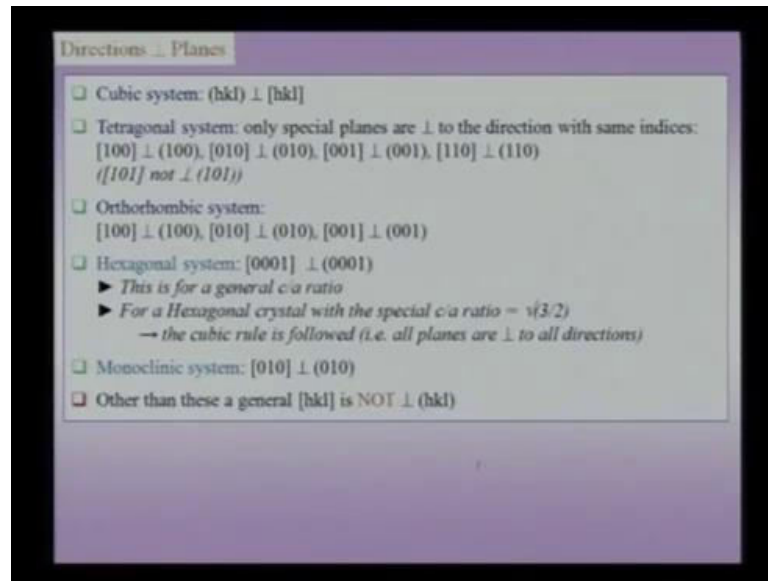 Directions ⊥ Planes
Cubic system: (hkl) ⊥ [hkl]
Tetragonal system: only special planes are ⊥ to the direction with same indices:
[100] ⊥ (100), [010] ⊥ (010), [001] ⊥ (001), [110] ⊥ (110)
([101] not ⊥ (101))
Orthorhombic system:
[100] ⊥ (100), [010] ⊥ (010), [001] ⊥ (001)
Hexagonal system: [0001] ⊥ (0001)
► This is for a general c/a ratio
► For a Hexagonal crystal with the special c/a ratio = √(3/2)
→ the cubic rule is followed (i.e. all planes are ⊥ to all directions)
Monoclinic system: [010] ⊥ (010)
Other than these a general [hkl] is NOT ⊥ (hkl)